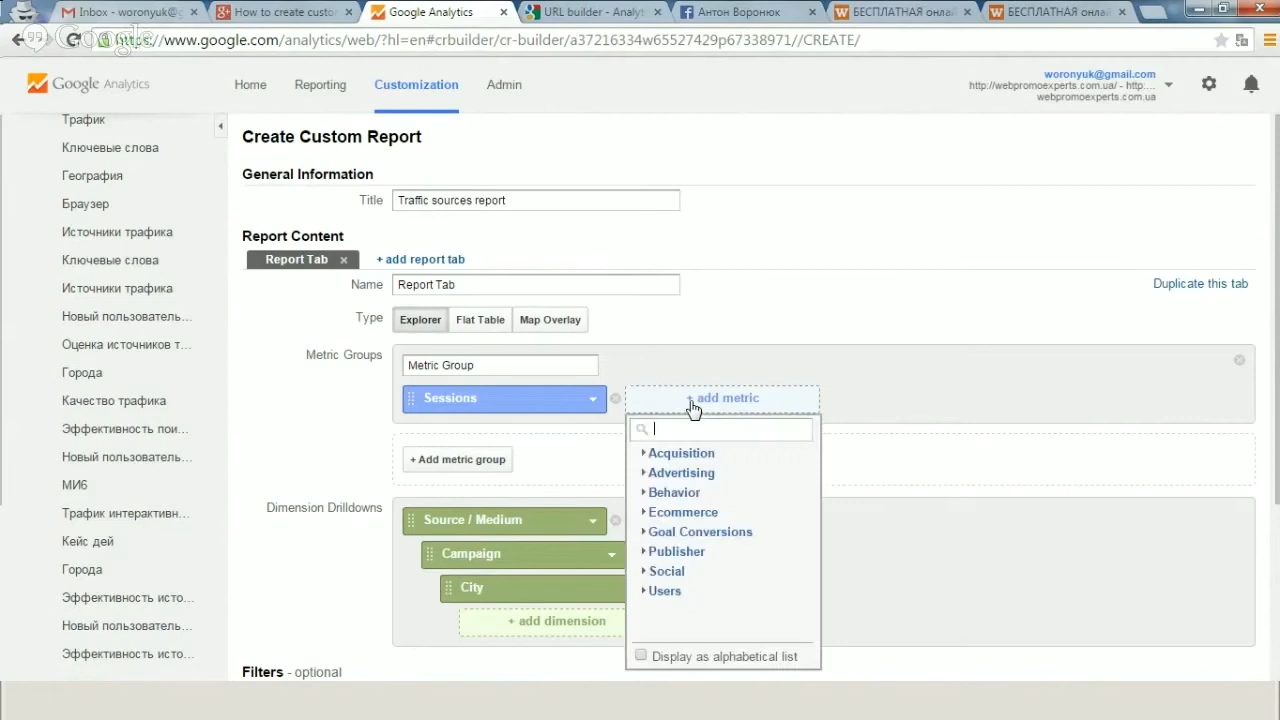 Inbox - woronyuk@g
How to create custo
Google Analytics
URL builder - Analyt
Антон Воронюк
БЕСПЛАТНАЯ онлай
БЕСПЛАТНАЯ онлай
Google
https://www.google.com/analytics/web/?hl=en#crbuilder/cr-builder/a37216334w65527429p67338971//CREATE/
Google Analytics
Home
Reporting
Customization
Admin
woronyuk@gmail.com
http://webpromoexperts.com.ua/ - http:...
webpromoexperts.com.ua
Трафик
Ключевые слова
География
Браузер
Источники трафика
Ключевые слова
Источники трафика
Новый пользователь...
Оценка источников т...
Города
Качество трафика
Эффективность пои...
Новый пользователь...
МИ6
Трафик интерактивн...
Кейс дей
Города
Эффективность исто...
Новый пользователь...
Эффективность исто...
Create Custom Report
General Information
Title
Traffic sources report
Report Content
Report Tab
+ add report tab
Name
Report Tab
Duplicate this tab
Type
Explorer
Flat Table
Map Overlay
Metric Groups
Metric Group
Sessions
+ add metric
+ Add metric group
Acquisition
Advertising
Behavior
Ecommerce
Goal Conversions
Publisher
Social
Users
Display as alphabetical list
Dimension Drilldowns
Source / Medium
Campaign
City
+ add dimension
Filters - optional